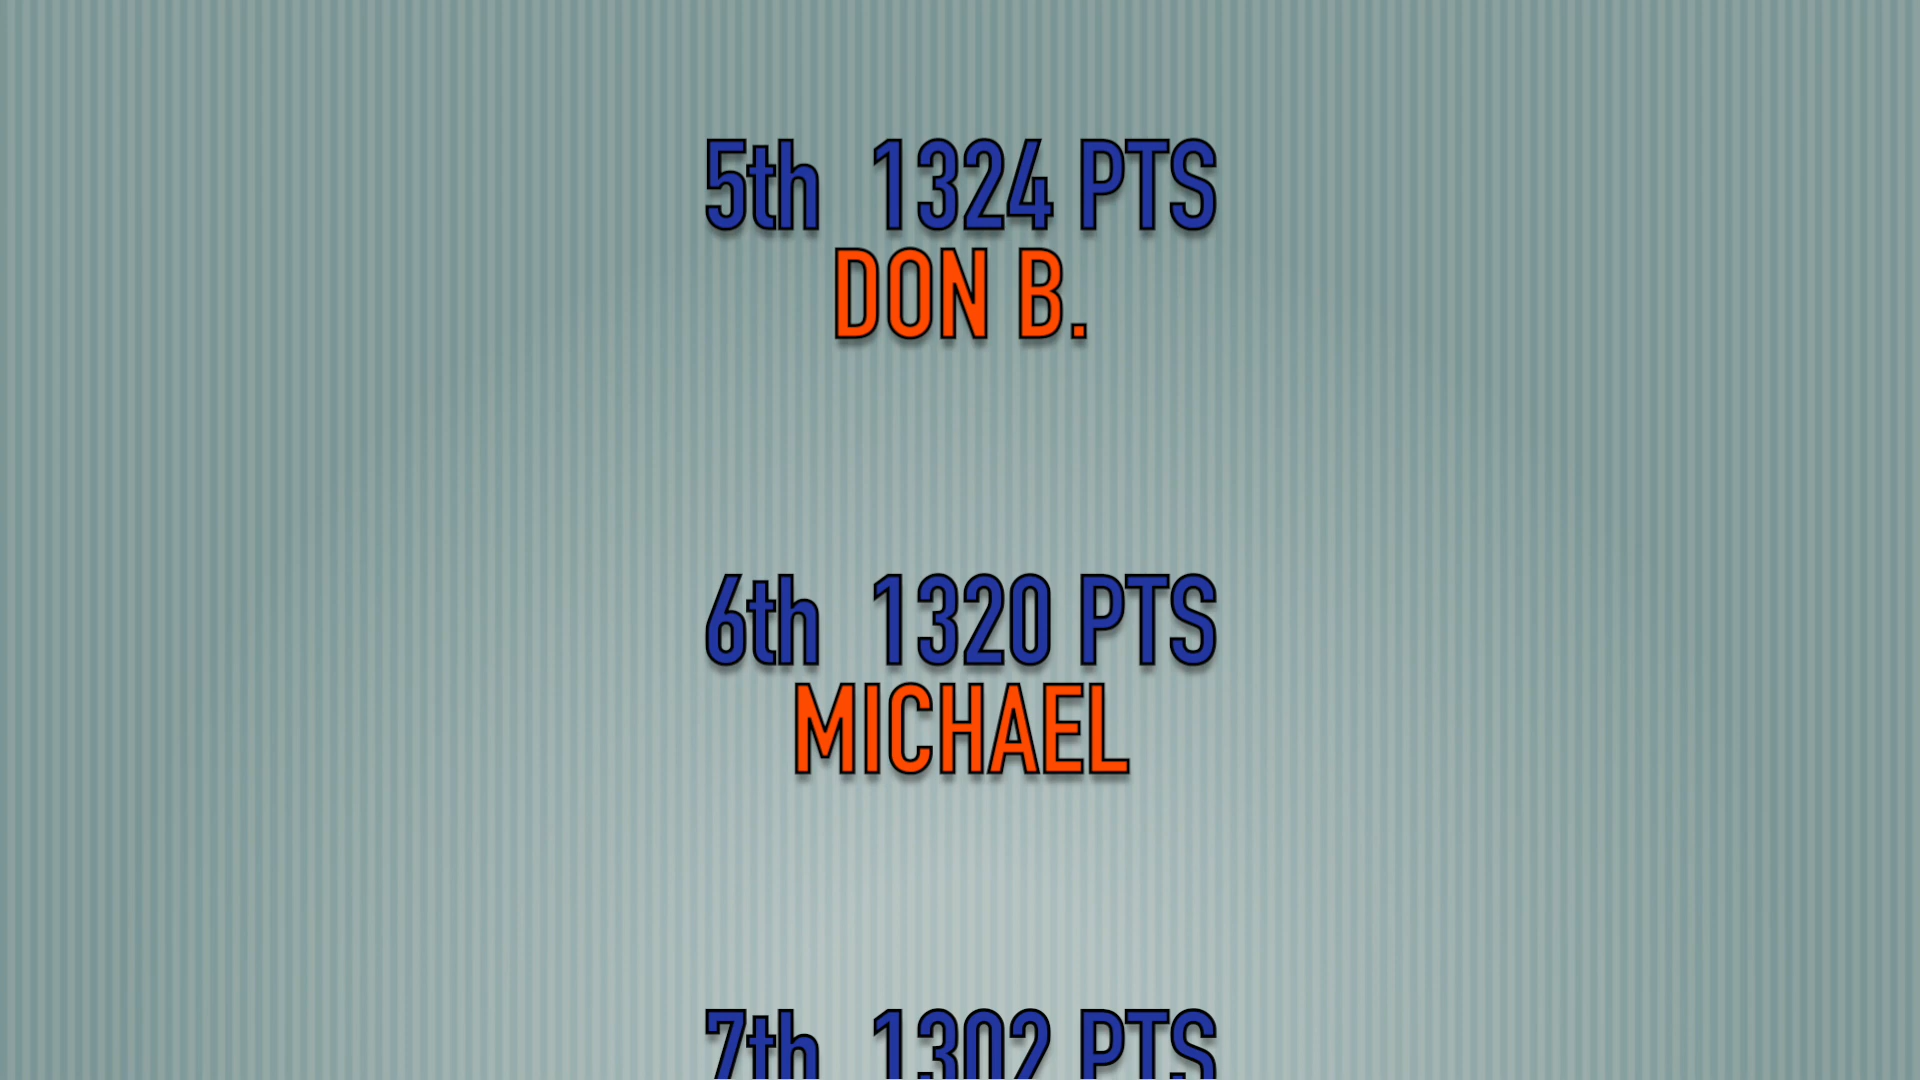 5th 1324 PTS
DON B.
6th 1320 PTS
MICHAEL
7th 1302 PTS